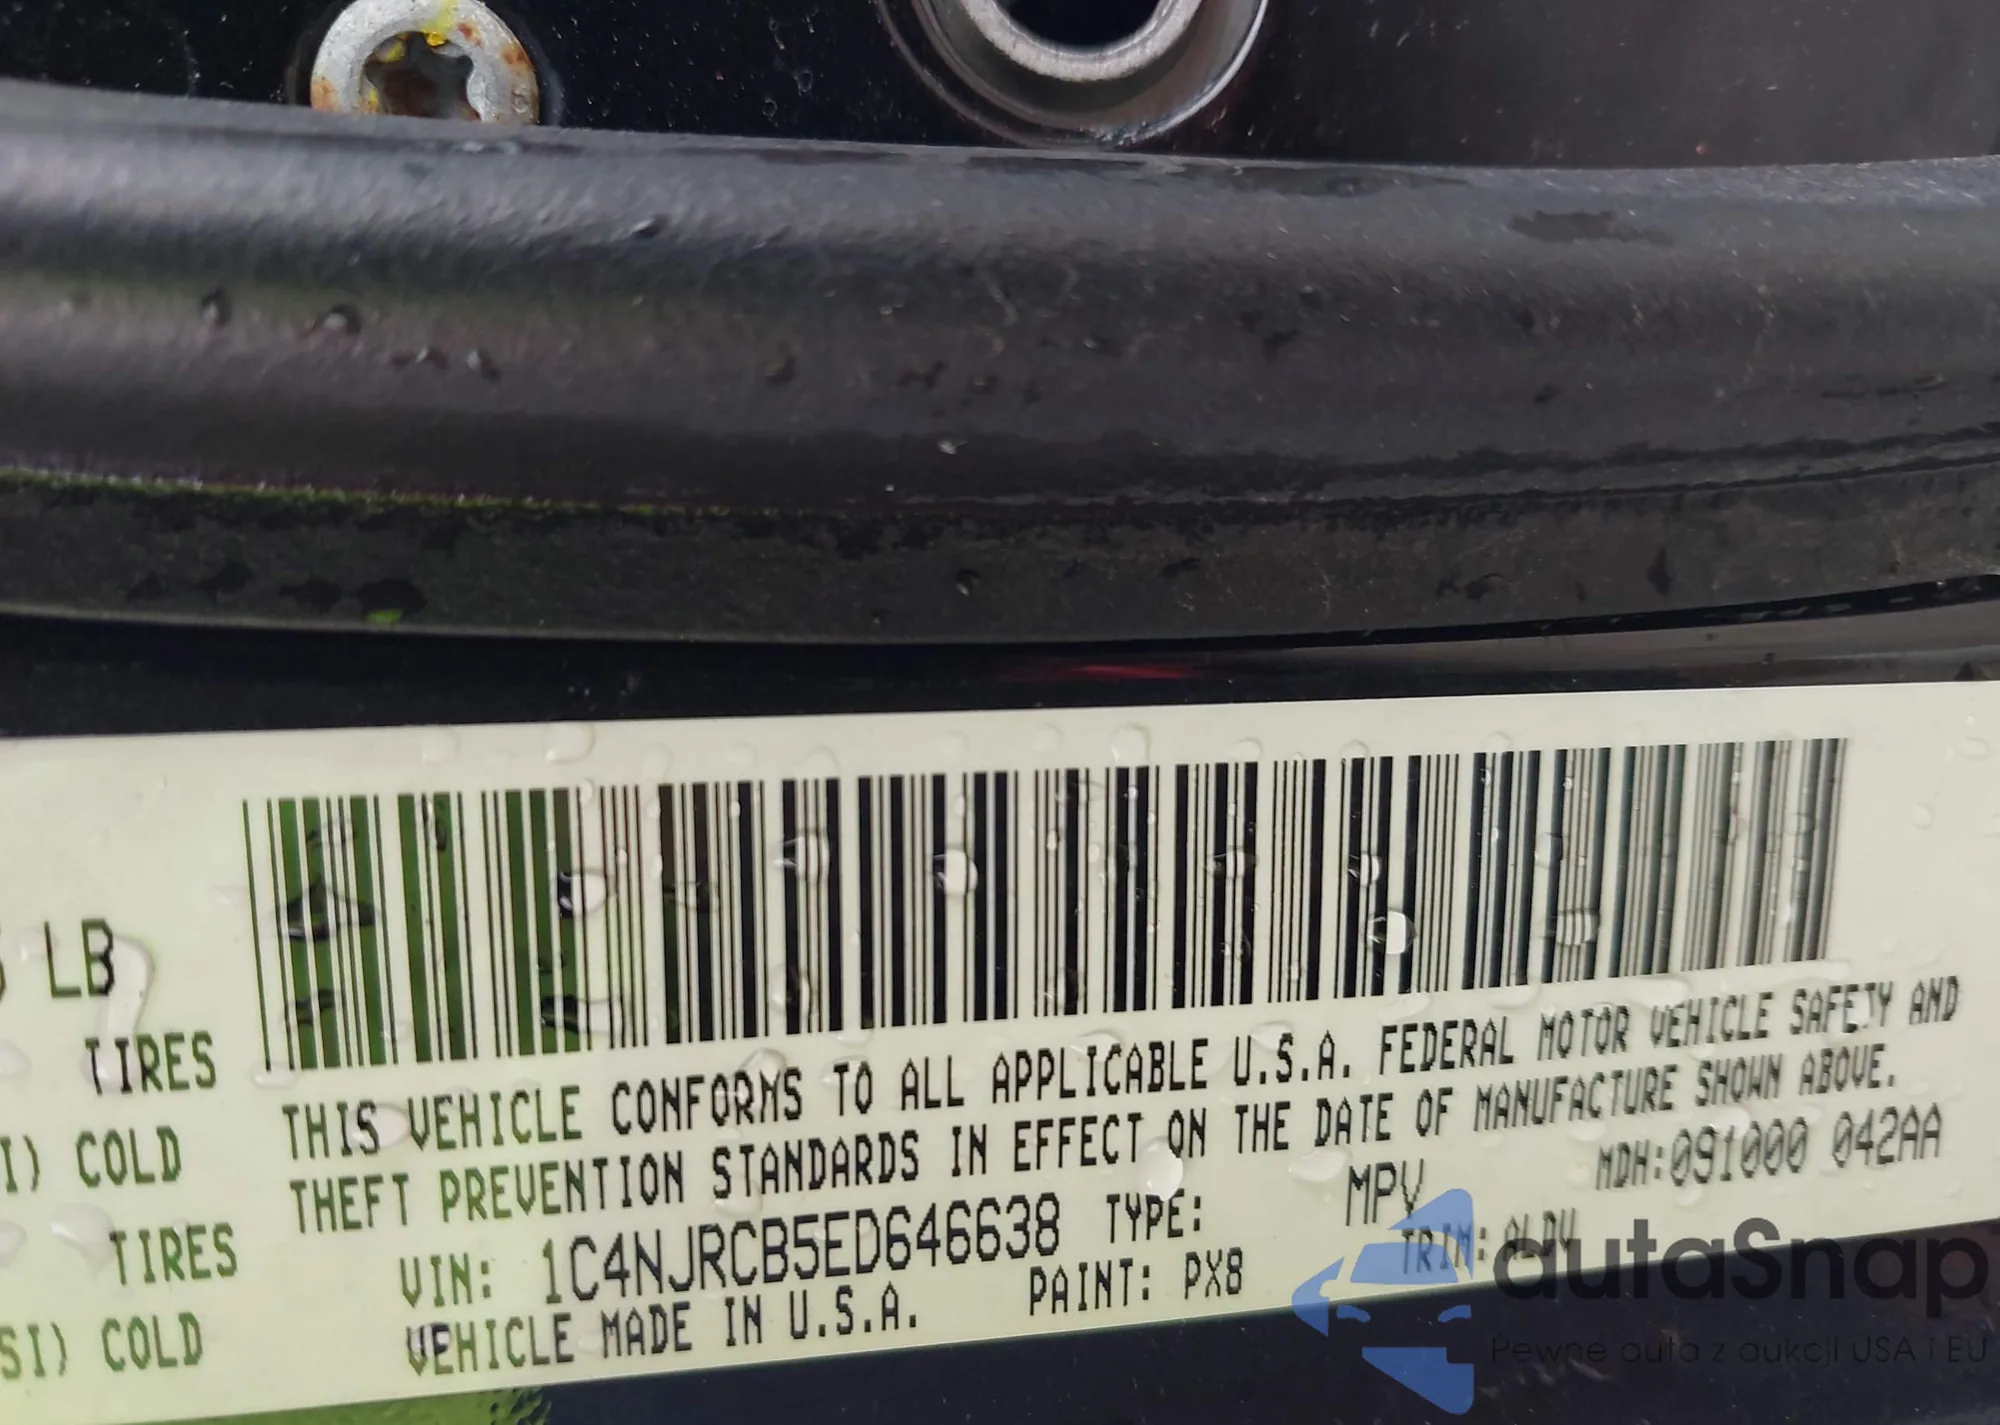 LB
TIRES
COLD
TIRES
SI) COLD
THIS VEHICLE CONFORMS TO ALL APPLICABLE U.S.A. FEDERAL MOTOR VEHICLE SAFETY AND
THEFT PREVENTION STANDARDS IN EFFECT ON THE DATE OF MANUFACTURE SHOWN ABOVE.
VIN: 1C4NJRCB5ED646638 TYPE: MPV MDH:091000 042AA
VEHICLE MADE IN U.S.A. PAINT: PX8 TRIM:
autaSnap
Pewne auta z aukcji USA i EU